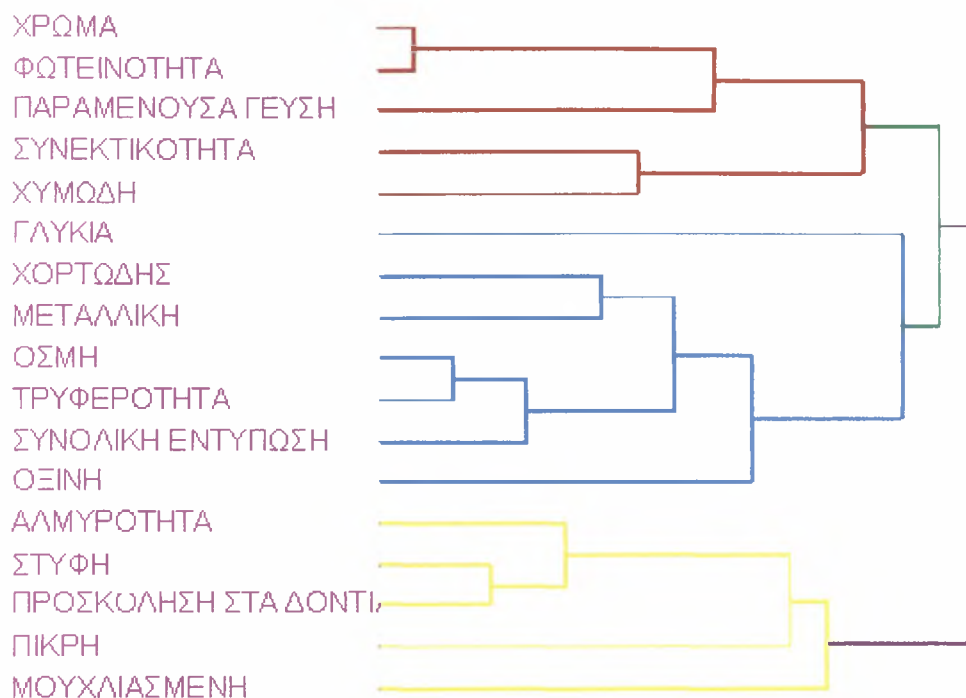 ΧΡΩΜΑ
ΦΩΤΕΙΝΟΤΗΤΑ
ΠΑΡΑΜΕΝΟΥΣΑ ΓΕΥΣΗ
ΣΥΝΕΚΤΙΚΟΤΗΤΑ
ΧΥΜΩΔΗ
ΓΛΥΚΙΑ
ΧΟΡΤΩΔΗΣ
ΜΕΤΑΛΛΙΚΗ
ΟΣΜΗ
ΤΡΥΦΕΡΟΤΗΤΑ
ΣΥΝΟΛΙΚΗ ΕΝΤΥΠΩΣΗ
ΟΞΙΝΗ
ΑΛΜΥΡΟΤΗΤΑ
ΣΤΥΦΗ
ΠΡΟΣΚΟΛΗΣΗ ΣΤΑ ΔΟΝΤΙΑ
ΠΙΚΡΗ
ΜΟΥΧΛΙΑΣΜΕΝΗ